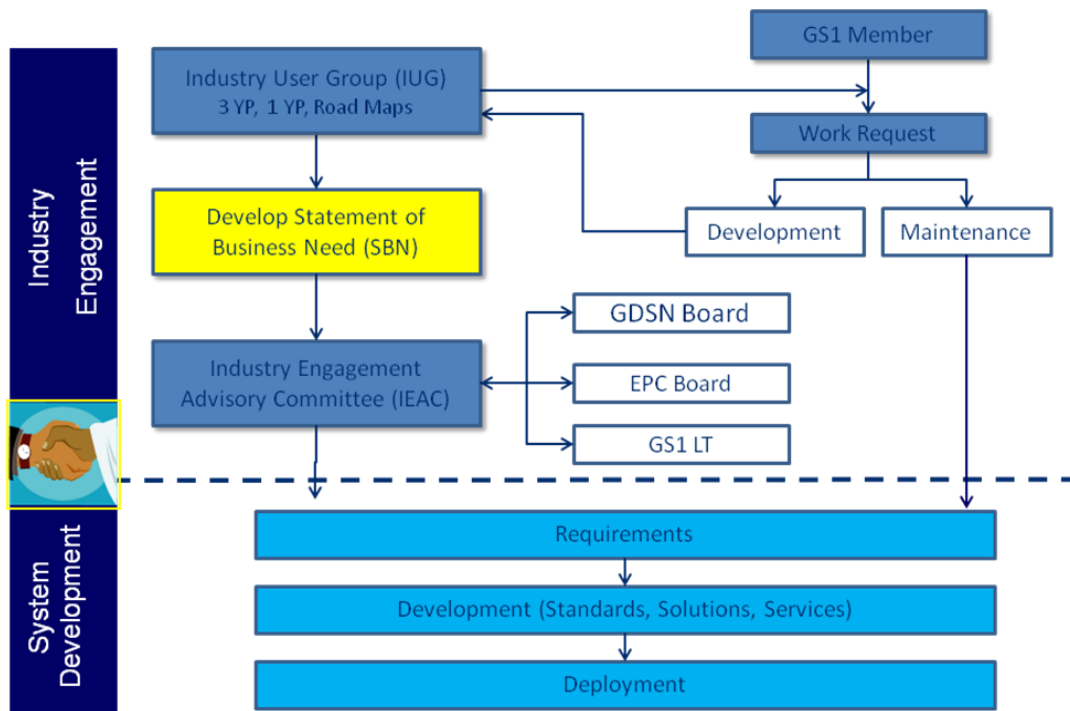 Industry
Engagement
System
Development
Industry User Group (IUG)
3 YP, 1 YP, Road Maps
GS1 Member
Work Request
Develop Statement of
Business Need (SBN)
Development
Maintenance
Industry Engagement
Advisory Committee (IEAC)
GDSN Board
EPC Board
GS1 LT
Requirements
Development (Standards, Solutions, Services)
Deployment